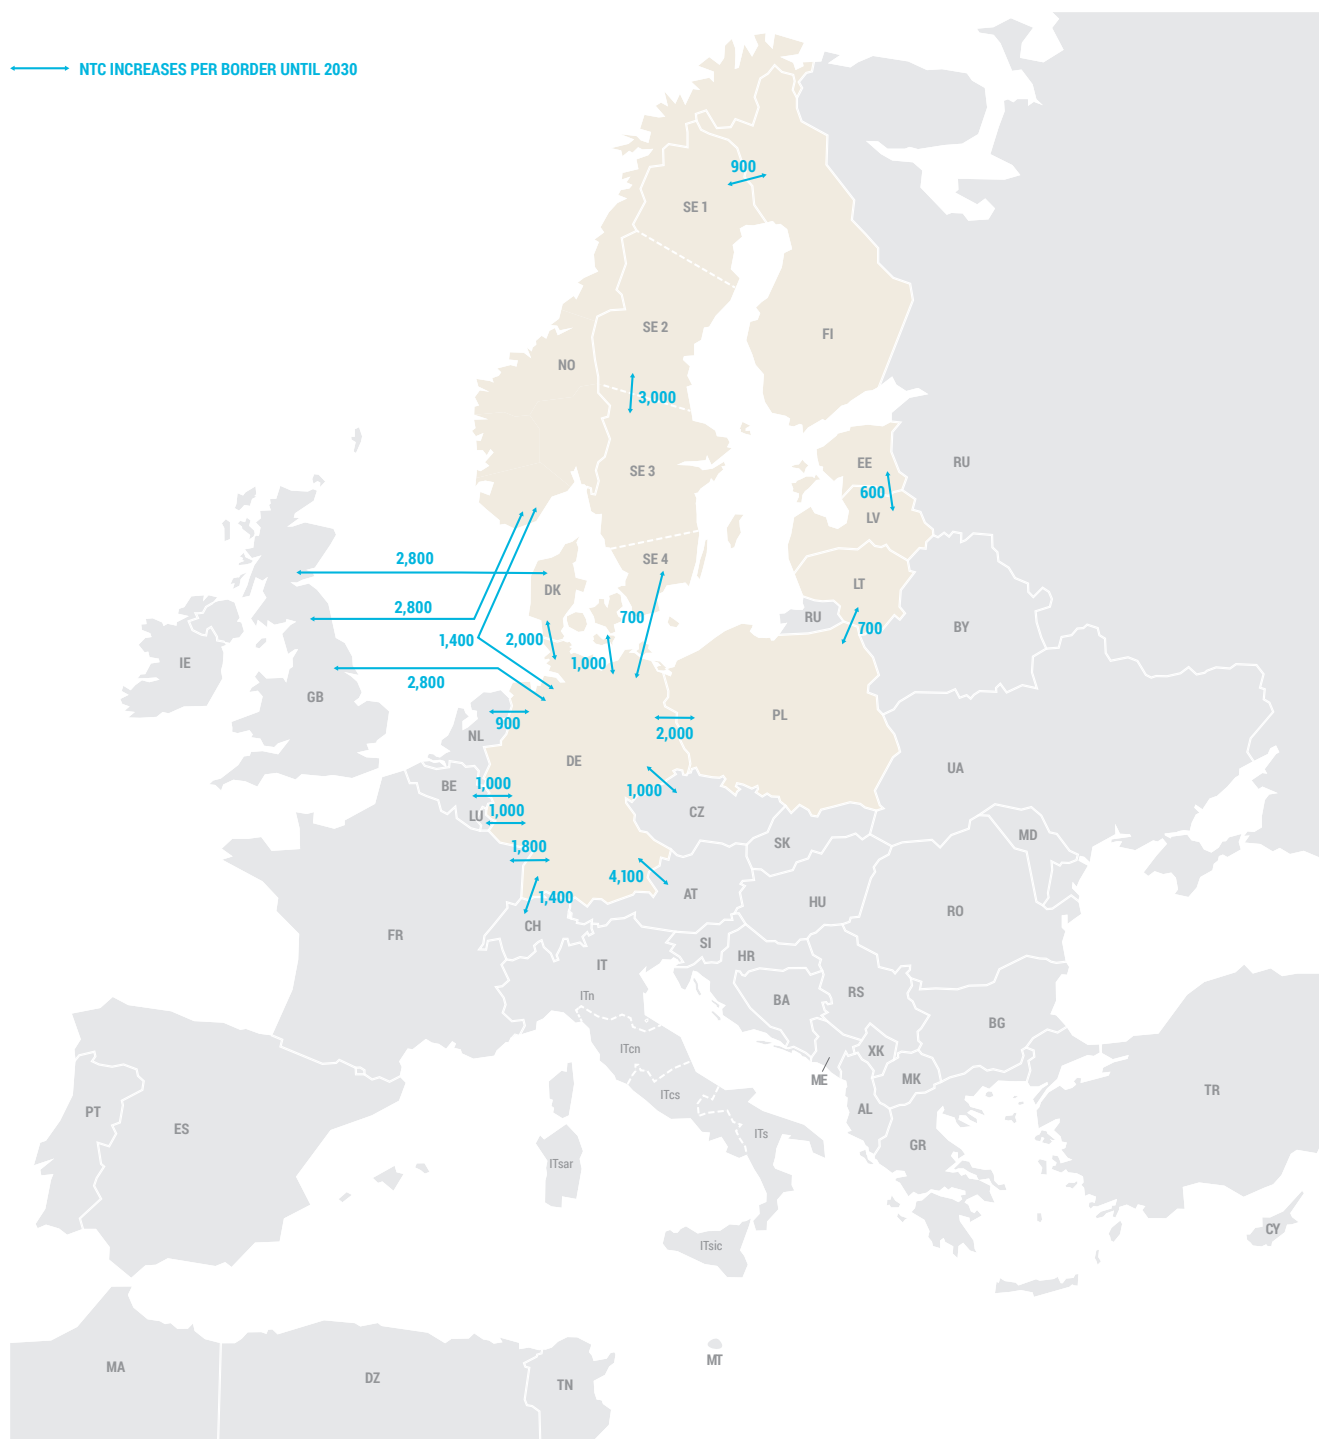 NTC INCREASES PER BORDER UNTIL 2030
900
SE 1
SE 2
FI
NO
3,000
SE 3
EE
RU
600
LV
2,800
SE 4
DK
LT
2,800
700
RU
700
BY
1,400
2,000
IE
1,000
2,800
GB
PL
900
NL
2,000
DE
UA
1,000
BE
1,000
1,000
LU
CZ
MD
1,800
SK
4,100
1,400
AT
HU
RO
CH
FR
SI
HR
IT
ITn
BA
RS
BG
ITcn
XK
ME
MK
TR
ITcs
PT
AL
ES
ITs
GR
ITsar
CY
ITsic
MT
MA
DZ
TN